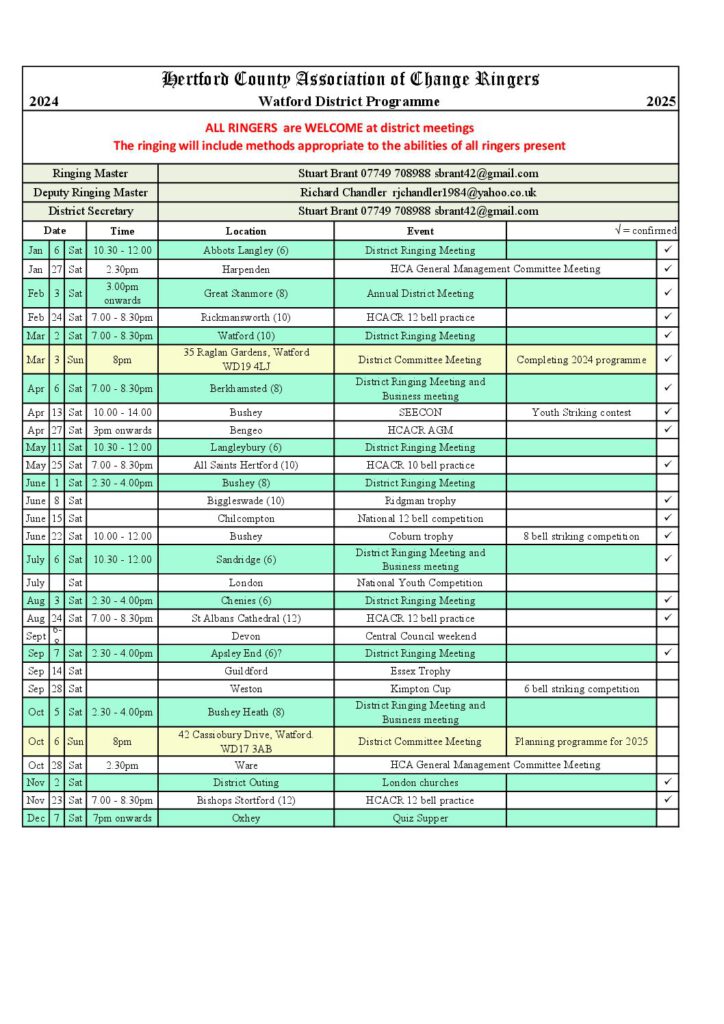 Hertford County Association of Change Ringers
2024 Watford District Programme 2025
ALL RINGERS are WELCOME at district meetings
The ringing will include methods appropriate to the abilities of all ringers present
Ringing Master Stuart Brant 07749 708988 sbrant42@gmail.com
Deputy Ringing Master Richard Chandler rjchandler1984@yahoo.co.uk
District Secretary Stuart Brant 07749 708988 sbrant42@gmail.com
Date Time Location Event √ = confirmed
Jan 6 Sat 10.30 - 12.00 Abbots Langley (6) District Ringing Meeting ✓
Jan 27 Sat 2.30pm Harpenden HCA General Management Committee Meeting ✓
Feb 3 Sat 3.00pm onwards Great Stanmore (8) Annual District Meeting ✓
Feb 24 Sat 7.00 - 8.30pm Rickmansworth (10) HCACR 12 bell practice ✓
Mar 2 Sat 7.00 - 8.30pm Watford (10) District Ringing Meeting ✓
Mar 3 Sun 8pm 35 Raglan Gardens, Watford WD19 4LJ District Committee Meeting Completing 2024 programme ✓
Apr 6 Sat 7.00 - 8.30pm Berkhamsted (8) District Ringing Meeting and Business meeting ✓
Apr 13 Sat 10.00 - 14.00 Bushey SEECON Youth Striking contest ✓
Apr 27 Sat 3pm onwards Bengeo HCACR AGM ✓
May 11 Sat 10.30 - 12.00 Langleybury (6) District Ringing Meeting
May 25 Sat 7.00 - 8.30pm All Saints Hertford (10) HCACR 10 bell practice ✓
June 1 Sat 2.30 - 4.00pm Bushey (8) District Ringing Meeting
June 8 Sat Biggleswade (10) Ridgman trophy ✓
June 15 Sat Chilcompton National 12 bell competition ✓
June 22 Sat 10.00 - 12.00 Bushey Coburn trophy 8 bell striking competition ✓
July 6 Sat 10.30 - 12.00 Sandridge (6) District Ringing Meeting and Business meeting ✓
July Sat London National Youth Competition
Aug 3 Sat 2.30 - 4.00pm Chenies (6) District Ringing Meeting ✓
Aug 24 Sat 7.00 - 8.30pm St Albans Cathedral (12) HCACR 12 bell practice ✓
Sept 6-8 Devon Central Council weekend
Sep 7 Sat 2.30 - 4.00pm Apsley End (6)? District Ringing Meeting ✓
Sep 14 Sat Guildford Essex Trophy
Sep 28 Sat Weston Kimpton Cup 6 bell striking competition
Oct 5 Sat 2.30 - 4.00pm Bushey Heath (8) District Ringing Meeting and Business meeting
Oct 6 Sun 8pm 42 Cassiobury Drive, Watford. WD17 3AB District Committee Meeting Planning programme for 2025
Oct 28 Sat 2.30pm Ware HCA General Management Committee Meeting
Nov 2 Sat District Outing London churches ✓
Nov 23 Sat 7.00 - 8.30pm Bishops Stortford (12) HCACR 12 bell practice ✓
Dec 7 Sat 7pm onwards Oxhey Quiz Supper